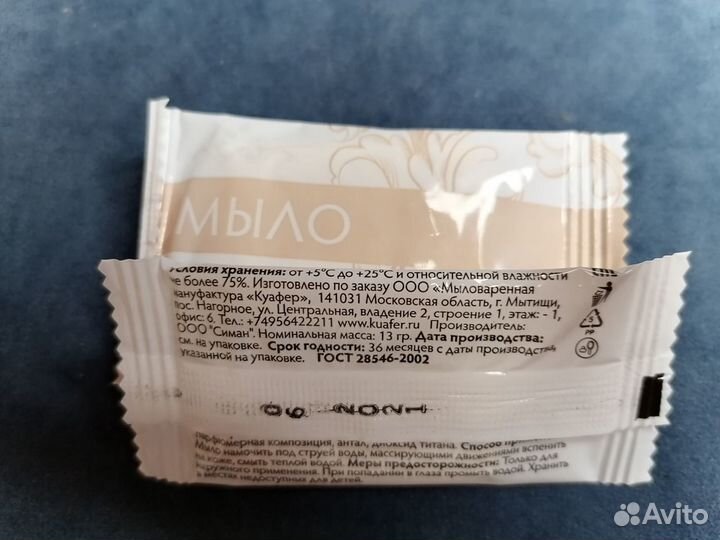 МЫЛО
Условия хранения: от +5°С до +25°С и относительной влажности
не более 75%. Изготовлено по заказу ООО «Мыловаренная
мануфактура «Куафер», 141031 Московская область, г. Мытищи,
пос. Нагорное, ул. Центральная, владение 2, строение 1, этаж: - 1,
офис: 6. Тел.: +74956422211 www.kuafer.ru Производитель:
ООО "Симан". Номинальная масса: 13 гр. Дата производства:
см. на упаковке. Срок годности: 36 месяцев с даты производства,
указанной на упаковке. ГОСТ 28546-2002
5
PP
06 2021
парфюмерная композиция, антал, диоксид титана. Способ
Мыло намочить под струей воды, массирующими движениями вспенить
на коже, смыть теплой водой. Меры предосторожности: Только для
наружного применения. При попадании в глаза промыть водой. Хранить
в местах недоступных для детей.
Avito